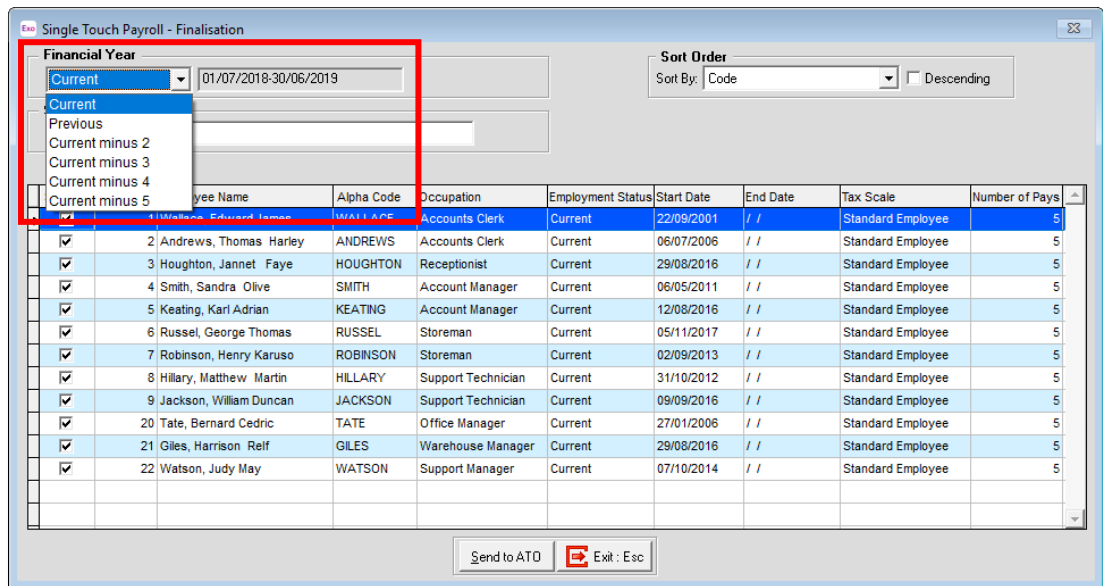 Exo Single Touch Payroll - Finalisation
Financial Year
Current 01/07/2018-30/06/2019
Current
Previous
Current minus 2
Current minus 3
Current minus 4
Current minus 5
Sort Order
Sort By: Code Descending
yee Name Alpha Code Occupation Employment Status Start Date End Date Tax Scale Number of Pays
1 Wallace, Edward James WALLACE Accounts Clerk Current 22/09/2001 / / Standard Employee 5
2 Andrews, Thomas Harley ANDREWS Accounts Clerk Current 06/07/2006 / / Standard Employee 5
3 Houghton, Jannet Faye HOUGHTON Receptionist Current 29/08/2016 / / Standard Employee 5
4 Smith, Sandra Olive SMITH Account Manager Current 06/05/2011 / / Standard Employee 5
5 Keating, Karl Adrian KEATING Account Manager Current 12/08/2016 / / Standard Employee 5
6 Russel, George Thomas RUSSEL Storeman Current 05/11/2017 / / Standard Employee 5
7 Robinson, Henry Karuso ROBINSON Storeman Current 02/09/2013 / / Standard Employee 5
8 Hillary, Matthew Martin HILLARY Support Technician Current 31/10/2012 / / Standard Employee 5
9 Jackson, William Duncan JACKSON Support Technician Current 09/09/2016 / / Standard Employee 5
20 Tate, Bernard Cedric TATE Office Manager Current 27/01/2006 / / Standard Employee 5
21 Giles, Harrison Relf GILES Warehouse Manager Current 29/08/2016 / / Standard Employee 5
22 Watson, Judy May WATSON Support Manager Current 07/10/2014 / / Standard Employee 5
Send to ATO Exit : Esc